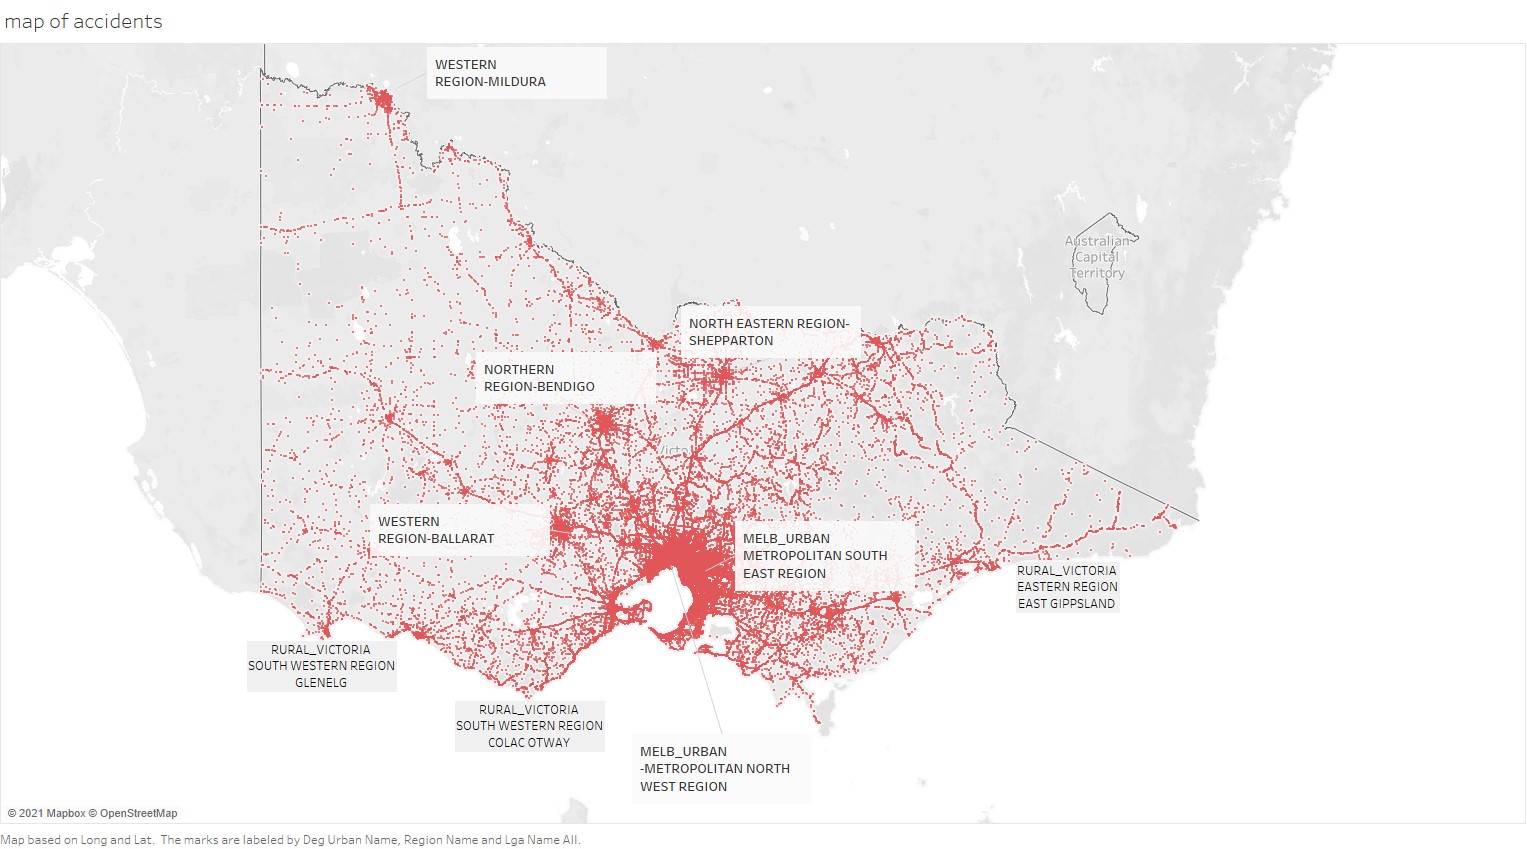 map of accidents
WESTERN
REGION-MILDURA
Australian
Capital
Territory
NORTH EASTERN REGION-
SHEPPARTON
NORTHERN
REGION-BENDIGO
WESTERN
REGION-BALLARAT
MELB_URBAN
METROPOLITAN SOUTH
EAST REGION
RURAL_VICTORIA
EASTERN REGION
EAST GIPPSLAND
RURAL_VICTORIA
SOUTH WESTERN REGION
GLENELG
RURAL_VICTORIA
SOUTH WESTERN REGION
COLAC OTWAY
MELB_URBAN
-METROPOLITAN NORTH
WEST REGION
© 2021 Mapbox © OpenStreetMap
Map based on Long and Lat. The marks are labeled by Deg Urban Name, Region Name and Lga Name All.